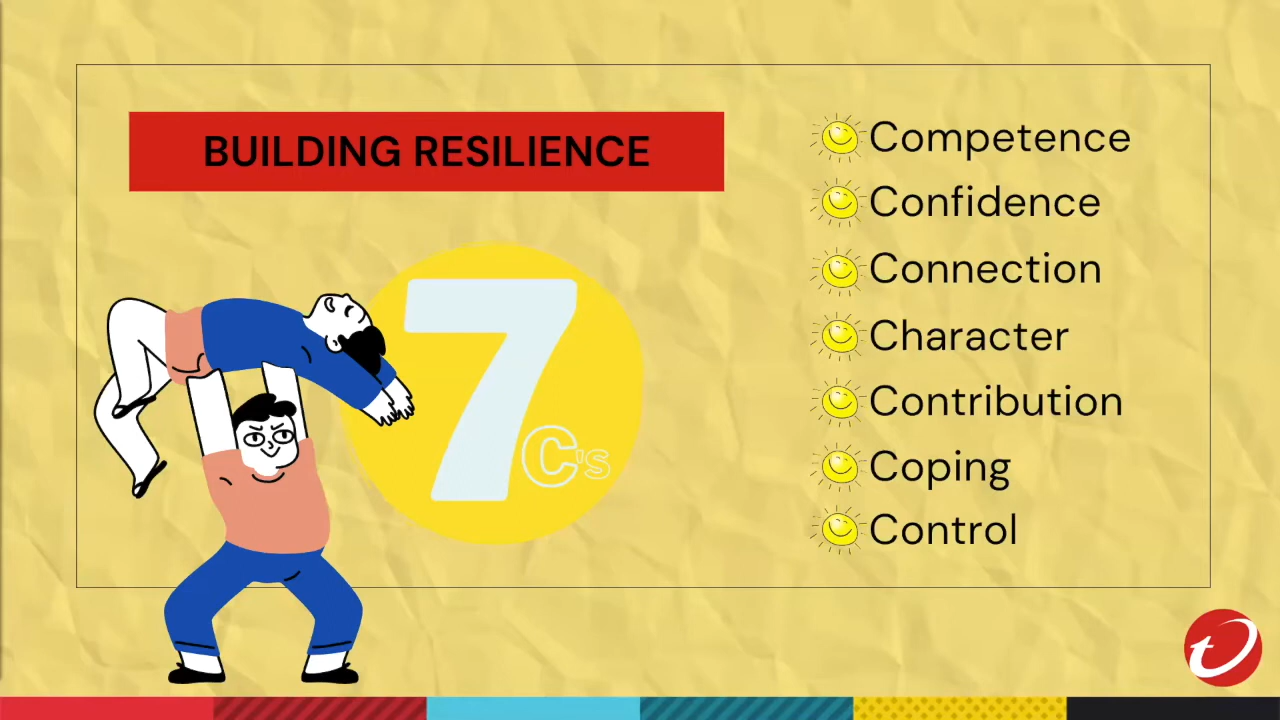 BUILDING RESILIENCE
7
C's
Competence
Confidence
Connection
Character
Contribution
Coping
Control